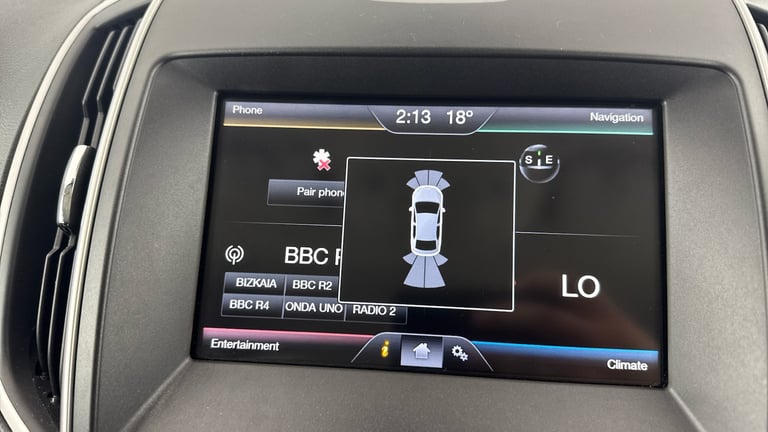 Phone
2:13 18°
Navigation
S E
Pair phon
BBC R
BIZKAIA BBC R2
BBC R4 ONDA UNO RADIO 2
LO
Entertainment
i
Climate